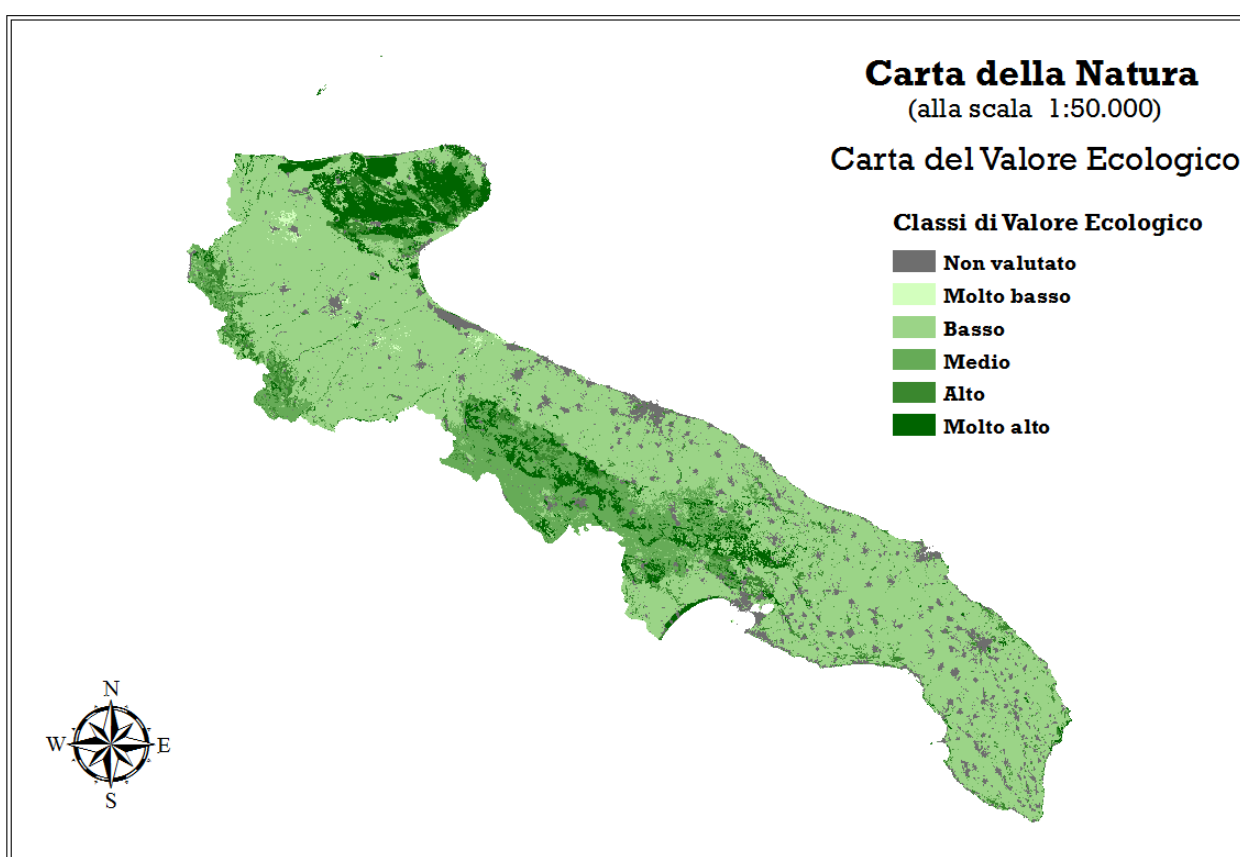 Carta della Natura
(alla scala 1:50.000)
Carta del Valore Ecologico
Classi di Valore Ecologico
Non valutato
Molto basso
Basso
Medio
Alto
Molto alto
N
W E
S